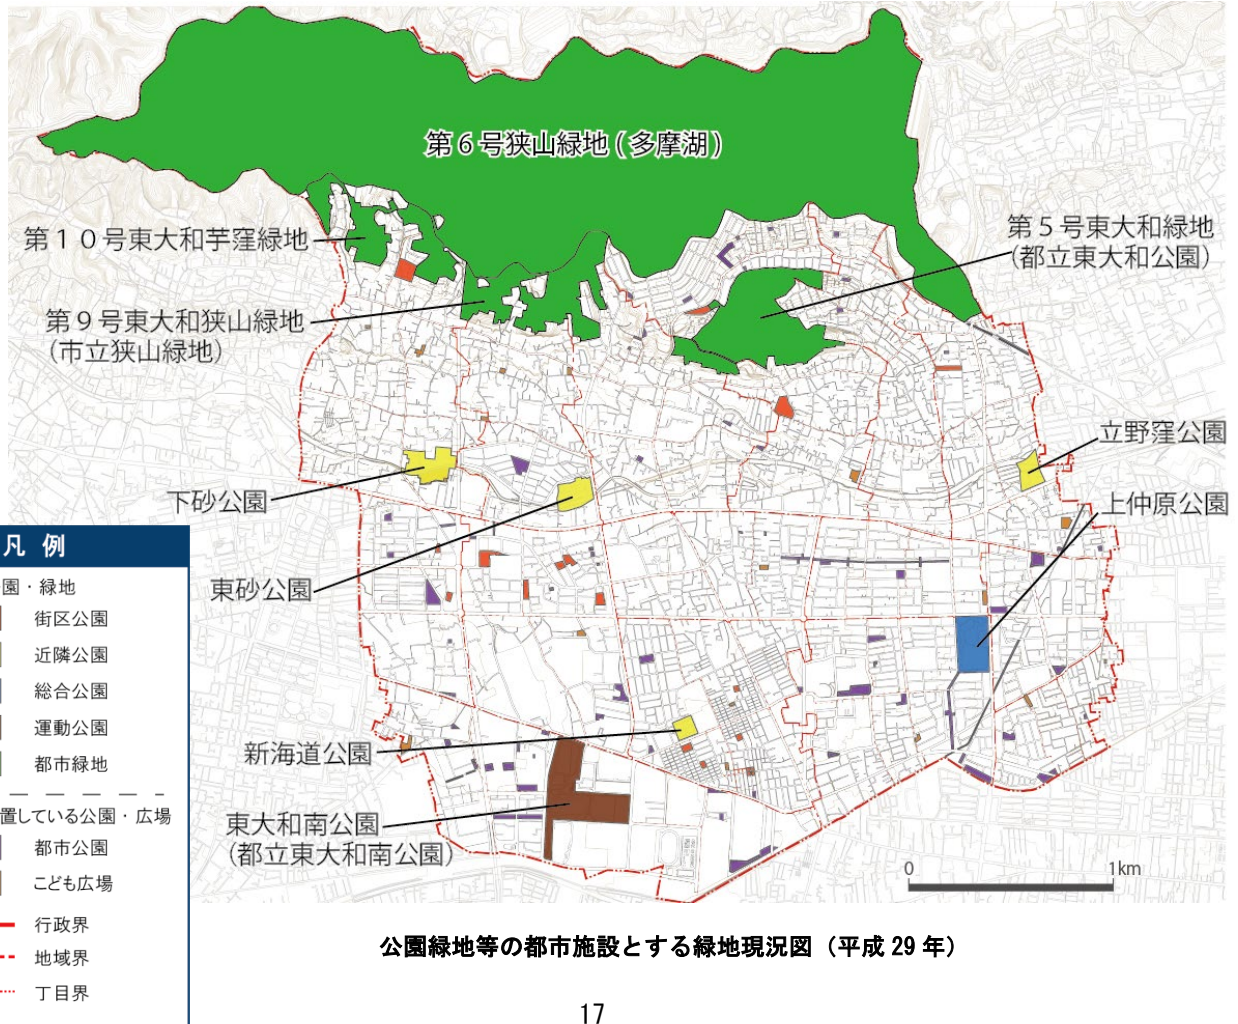 第６号狭山緑地(多摩湖)
第１０号東大和芋窪緑地
第５号東大和緑地
(都立東大和公園)
第９号東大和狭山緑地
(市立狭山緑地)
立野窪公園
上仲原公園
下砂公園
東砂公園
新海道公園
東大和南公園
(都立東大和南公園)
凡 例
園・緑地
街区公園
近隣公園
総合公園
運動公園
都市緑地
置している公園・広場
都市公園
こども広場
行政界
地域界
丁目界
0 1km
公園緑地等の都市施設とする緑地現況図（平成 29 年）
17